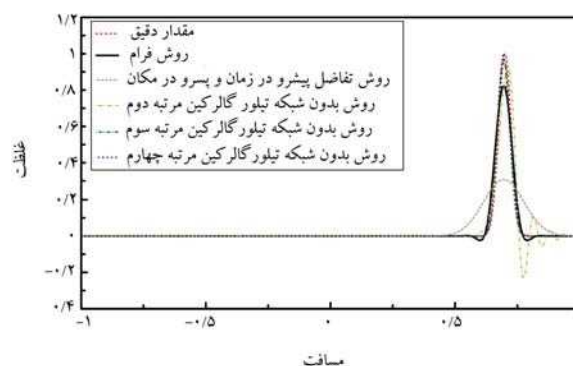 ۱/۲
مقدار دقیق
۱
روش فرام
روش تفاضل پیشرو در زمان و پسرو در مکان
۰/۸
روش بدون شبکه تیلور گالرکین مرتبه دوم
۰/۶
روش بدون شبکه تیلور گالرکین مرتبه سوم
۰/۴
روش بدون شبکه تیلور گالرکین مرتبه چهارم
غلظت
۰/۲
۰
-۰/۲
۰/۴
-۱
-۰/۵
۰
۰/۵
مسافت